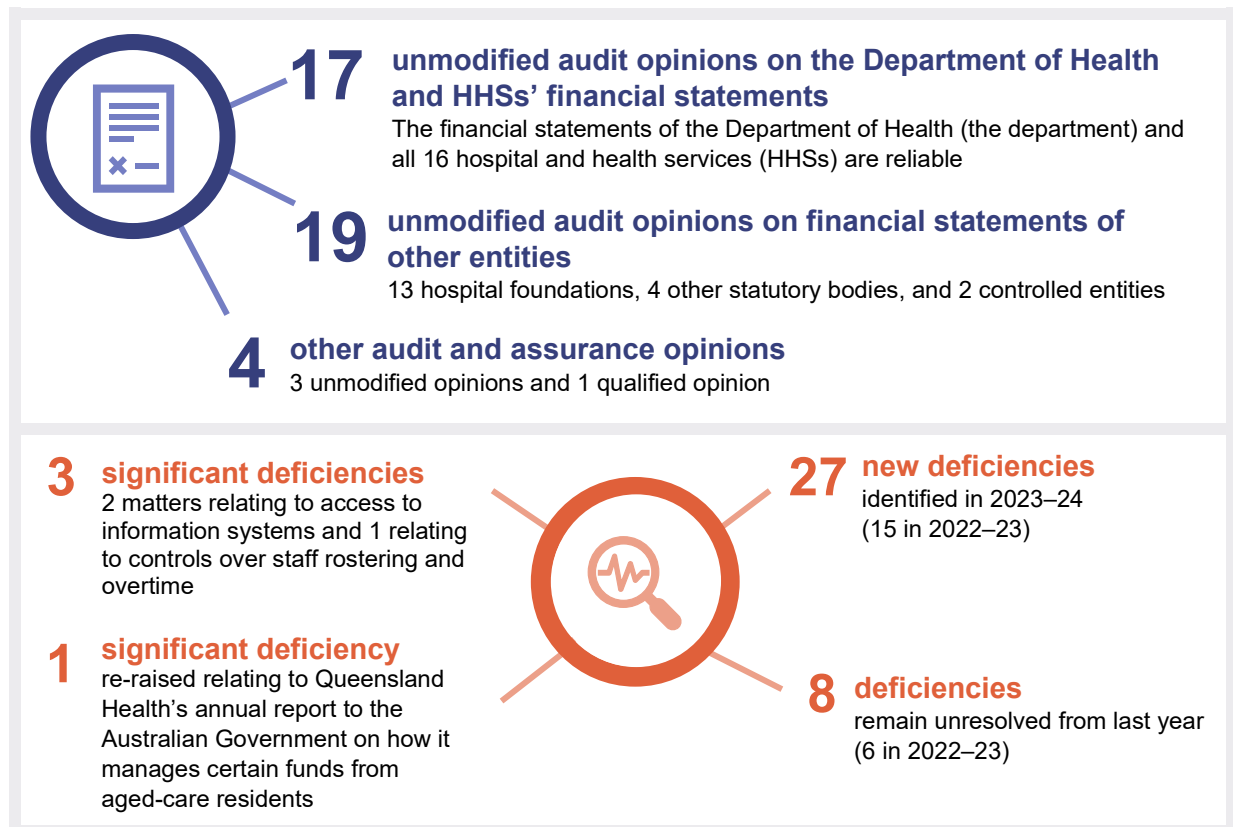 17
unmodified audit opinions on the Department of Health
and HHSs’ financial statements
The financial statements of the Department of Health (the department) and
all 16 hospital and health services (HHSs) are reliable
19
unmodified audit opinions on financial statements of
other entities
13 hospital foundations, 4 other statutory bodies, and 2 controlled entities
4
other audit and assurance opinions
3 unmodified opinions and 1 qualified opinion
3
significant deficiencies
2 matters relating to access to
information systems and 1 relating
to controls over staff rostering and
overtime
1
significant deficiency
re-raised relating to Queensland
Health’s annual report to the
Australian Government on how it
manages certain funds from
aged-care residents
27
new deficiencies
identified in 2023–24
(15 in 2022–23)
8
deficiencies
remain unresolved from last year
(6 in 2022–23)